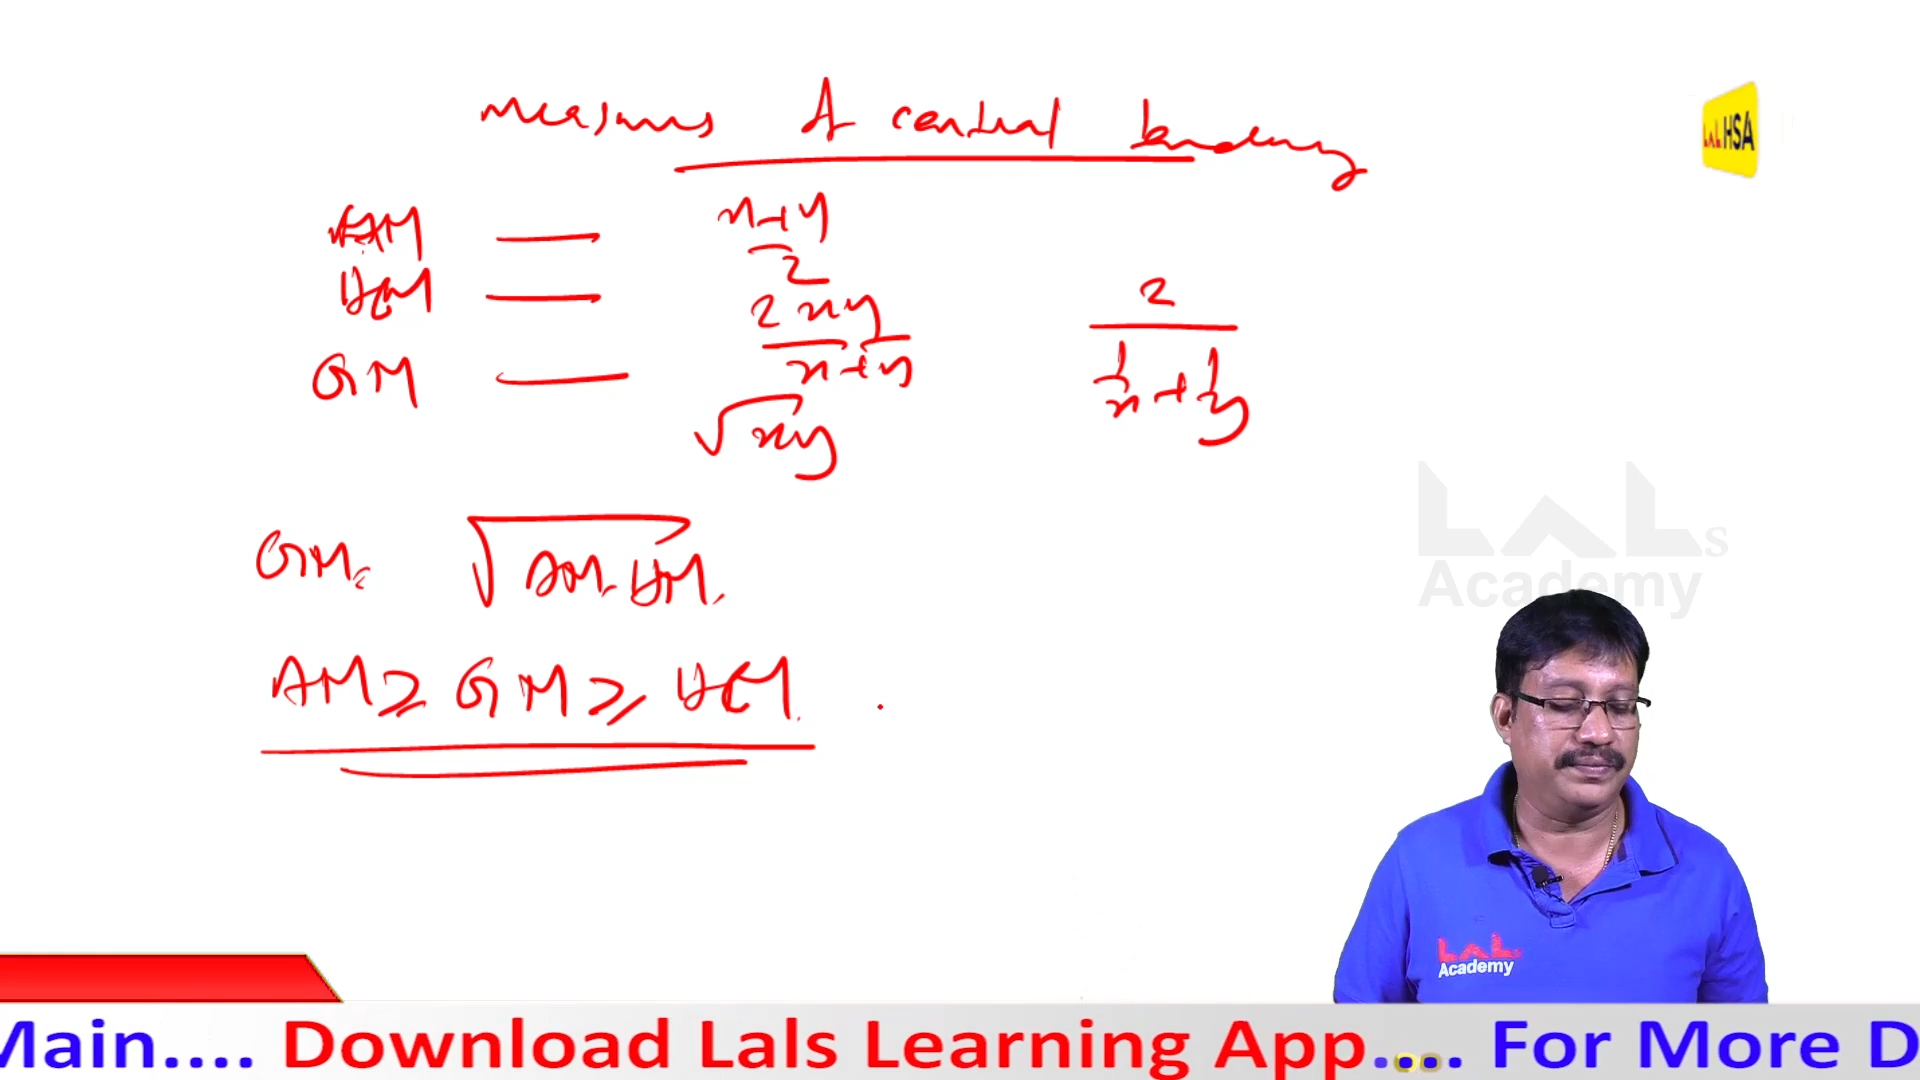 measures of central tendency
AM — x+y/2
HM — 2xy/x+y 2/1/x+1/y
GM — √xy
GM = √AM.HM.
AM ≥ GM ≥ HM.
LAL HSA
LALs
Academy
LALs
Academy
Main.... Download Lals Learning App.... For More D